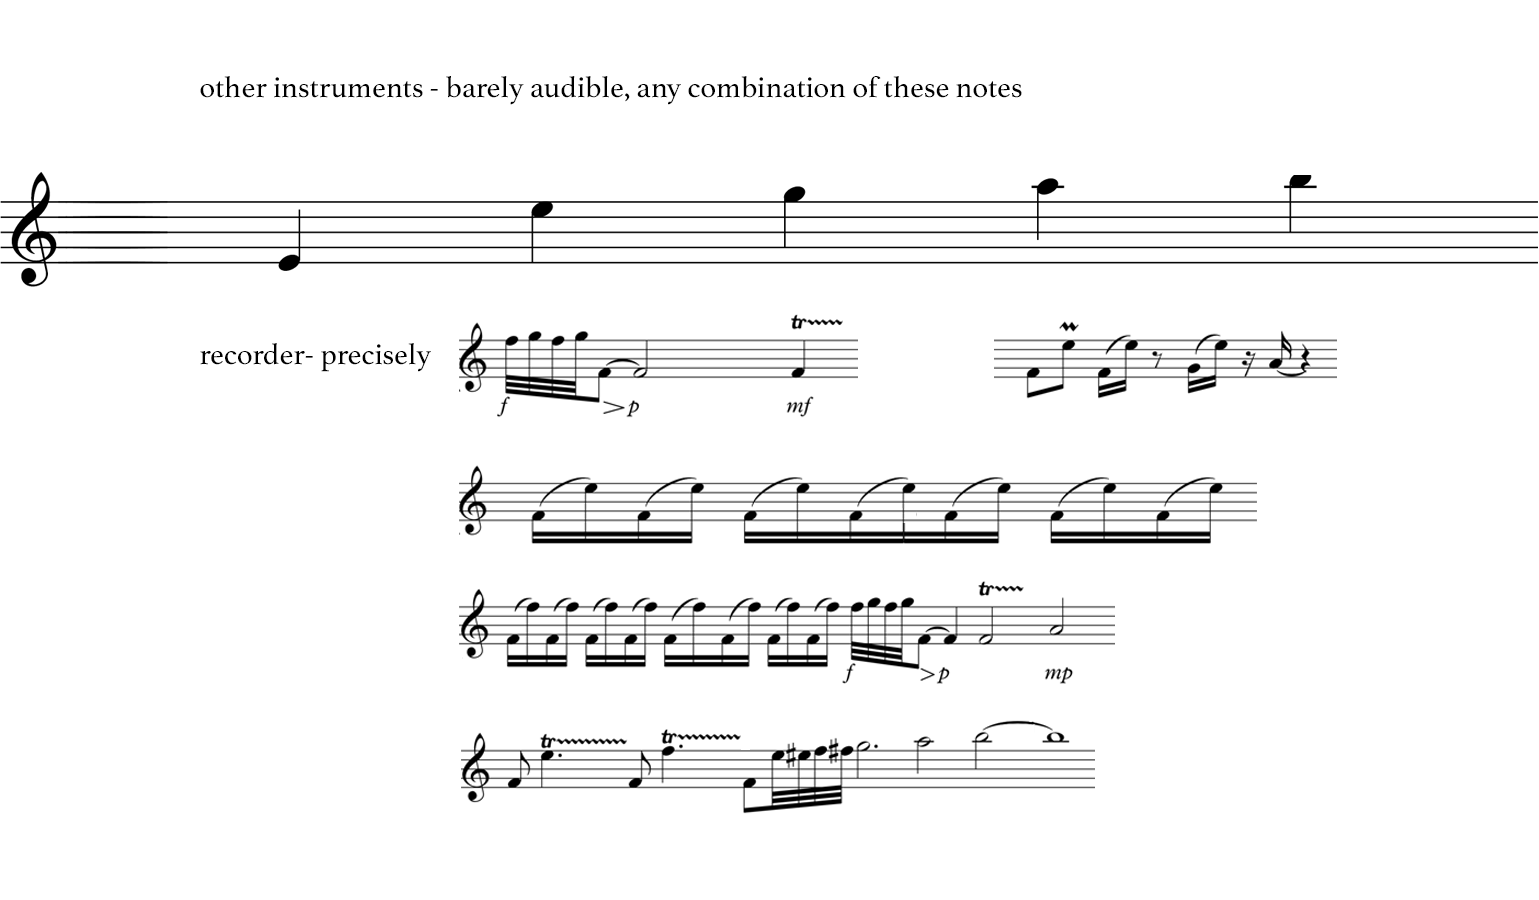 other instruments - barely audible, any combination of these notes
recorder- precisely
tr
f > p mf
tr
f > p mp
tr tr